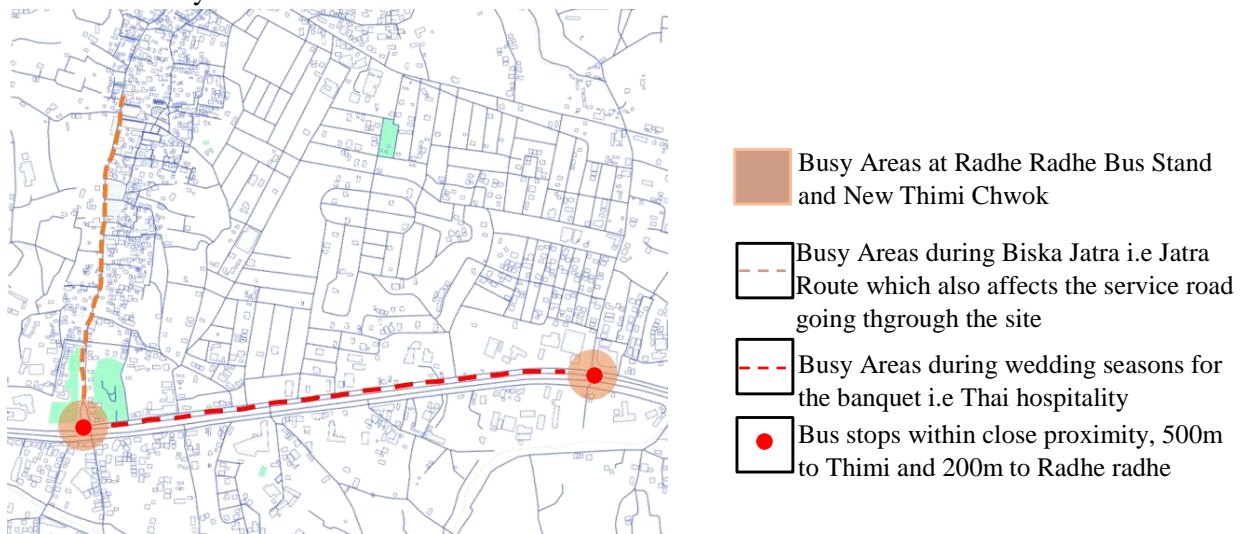 Busy Areas at Radhe Radhe Bus Stand
and New Thimi Chwok
Busy Areas during Biska Jatra i.e Jatra
Route which also affects the service road
going thgrough the site
Busy Areas during wedding seasons for
the banquet i.e Thai hospitality
Bus stops within close proximity, 500m
to Thimi and 200m to Radhe radhe